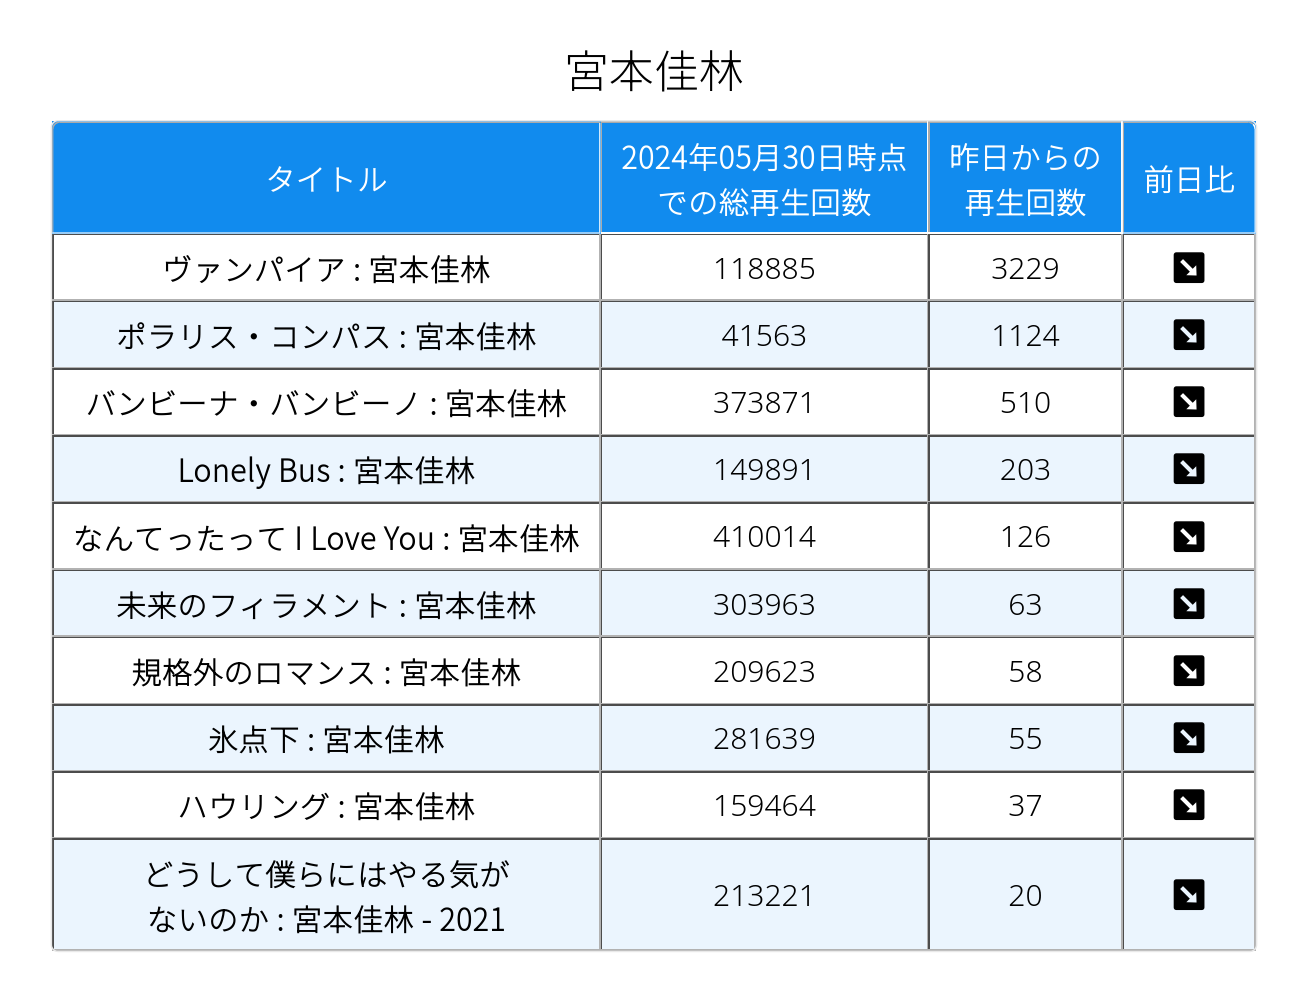 宮本佳林
タイトル
2024年05月30日時点
での総再生回数
昨日からの
再生回数
前日比
ヴァンパイア : 宮本佳林 118885 3229
ポラリス・コンパス : 宮本佳林 41563 1124
バンビーナ・バンビーノ : 宮本佳林 373871 510
Lonely Bus : 宮本佳林 149891 203
なんてったって I Love You : 宮本佳林 410014 126
未来のフィラメント : 宮本佳林 303963 63
規格外のロマンス : 宮本佳林 209623 58
氷点下 : 宮本佳林 281639 55
ハウリング : 宮本佳林 159464 37
どうして僕らにはやる気が
ないのか : 宮本佳林 - 2021 213221 20